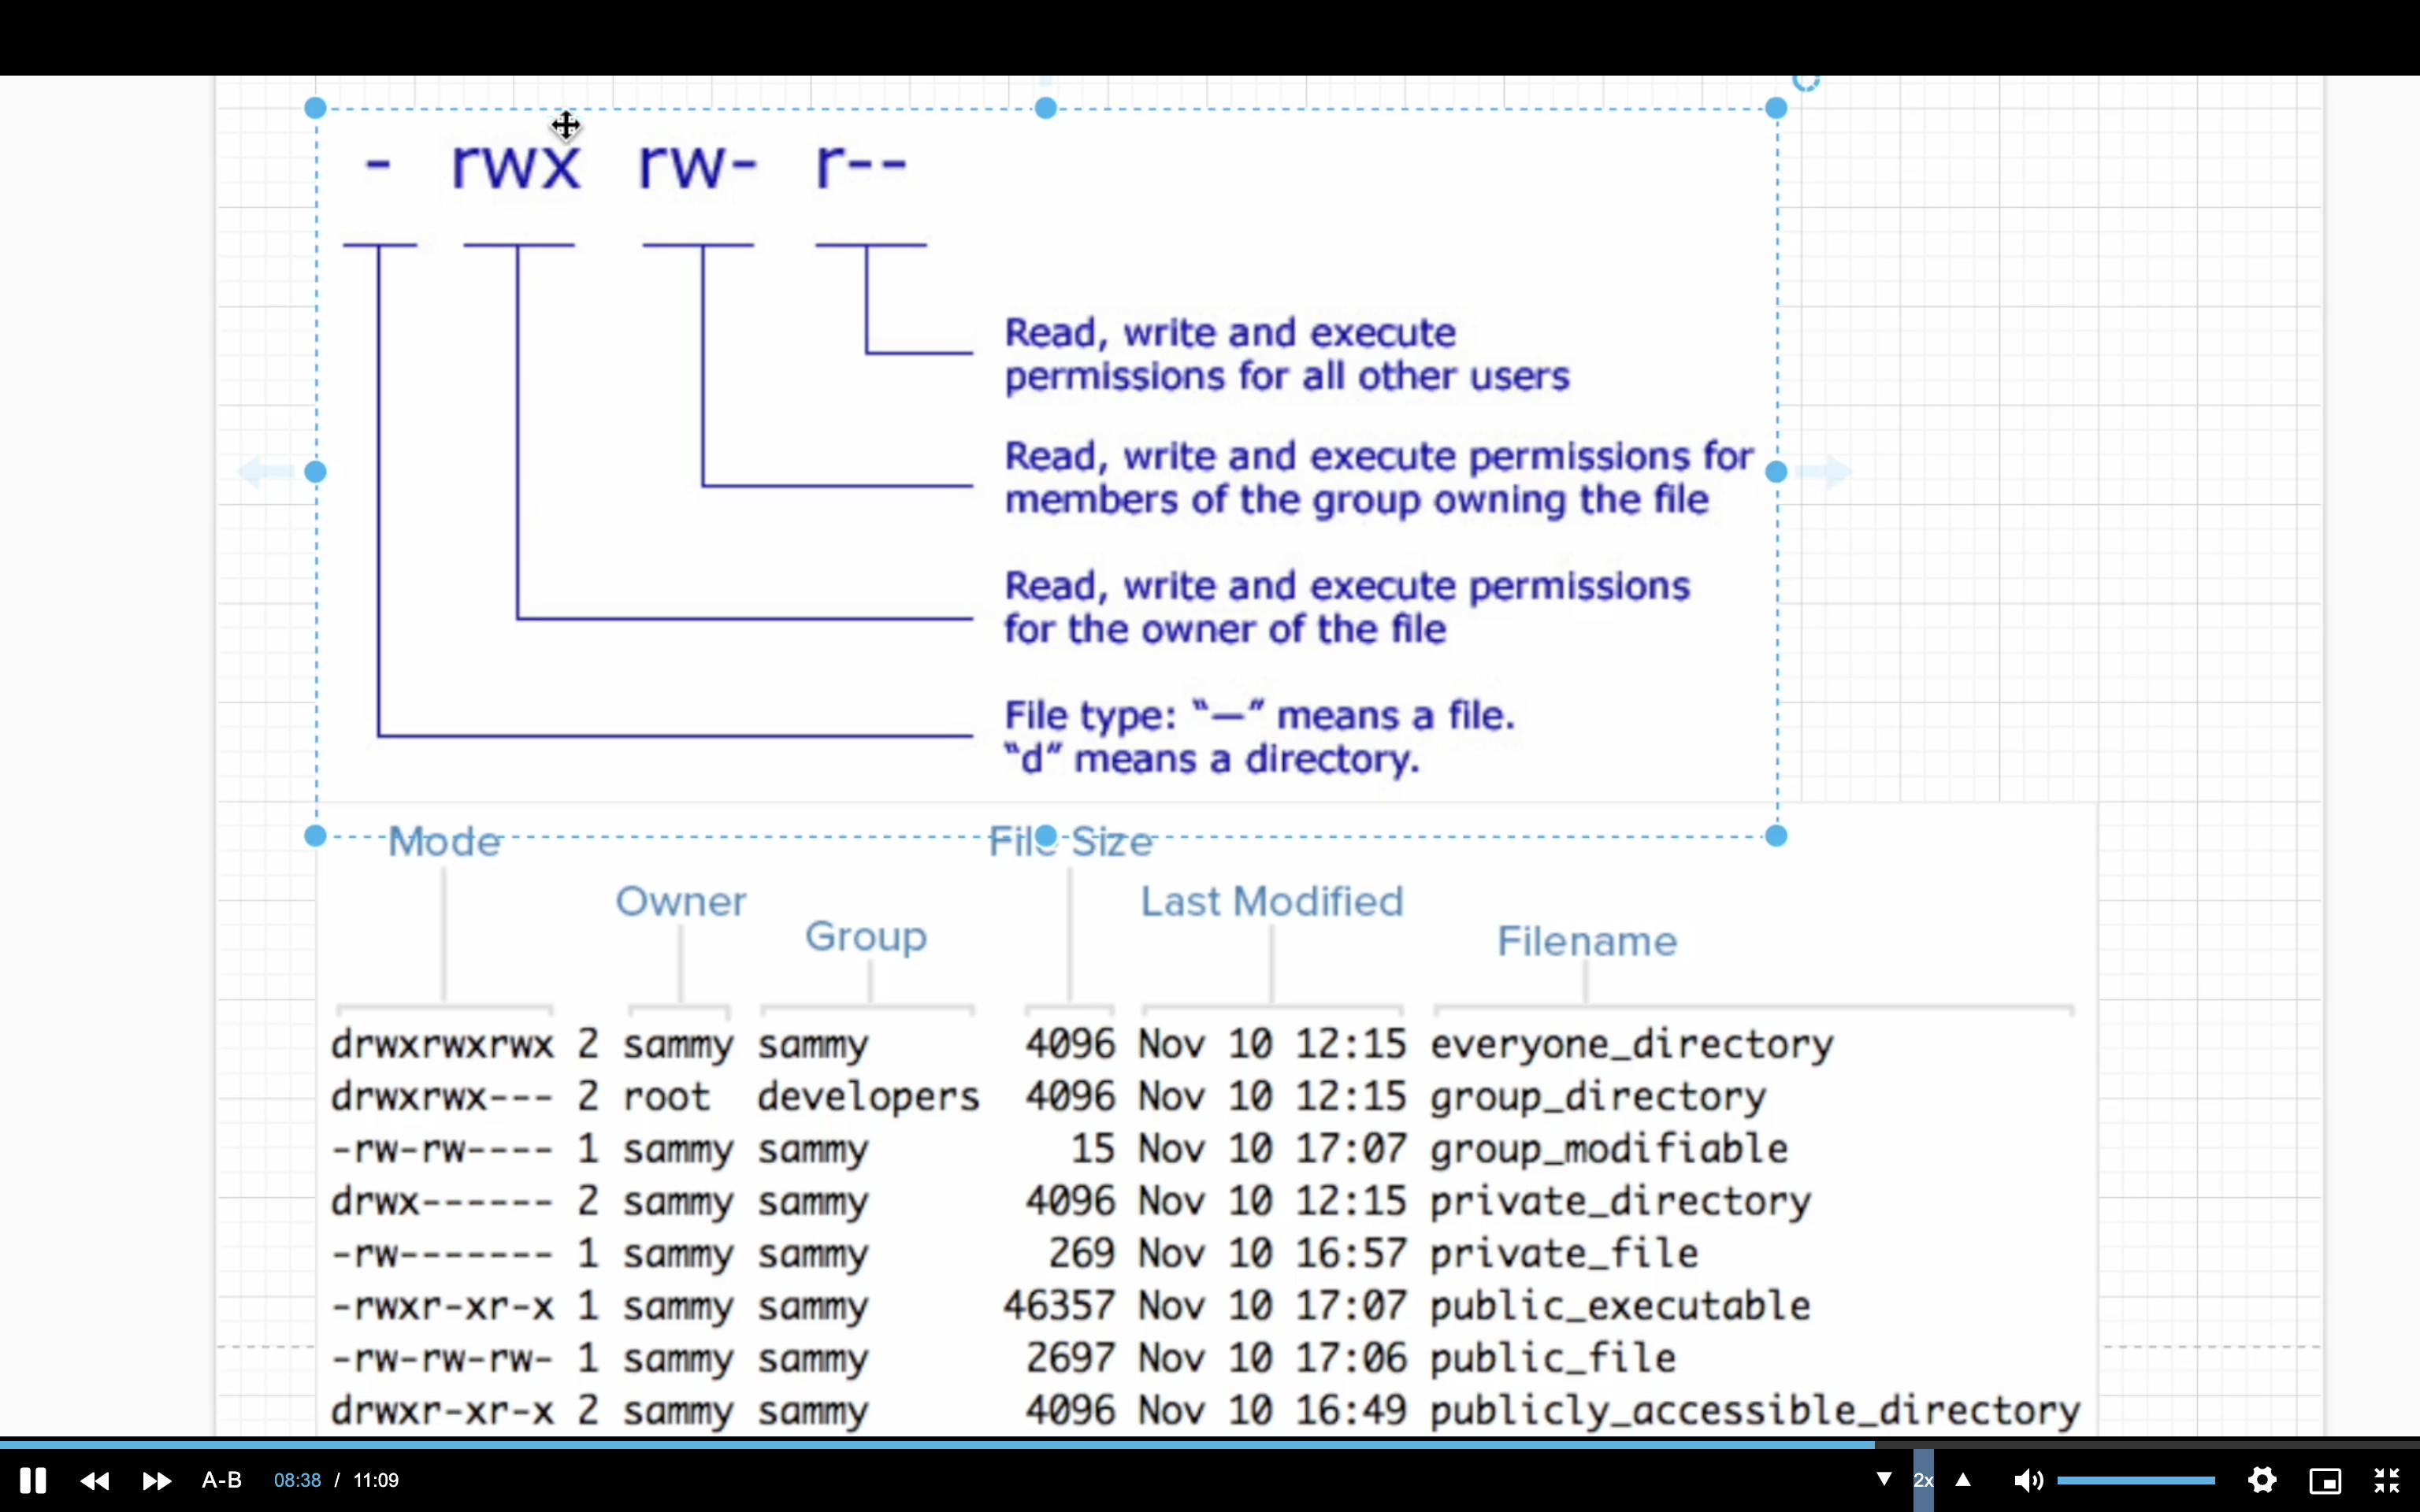 - rwx rw- r--
Read, write and execute
permissions for all other users
Read, write and execute permissions for
members of the group owning the file
Read, write and execute permissions
for the owner of the file
File type: “—” means a file.
“d” means a directory.
Mode File Size
Owner Last Modified
Group Filename
drwxrwxrwx 2 sammy sammy 4096 Nov 10 12:15 everyone_directory
drwxrwx--- 2 root developers 4096 Nov 10 12:15 group_directory
-rw-rw---- 1 sammy sammy 15 Nov 10 17:07 group_modifiable
drwx------ 2 sammy sammy 4096 Nov 10 12:15 private_directory
-rw------- 1 sammy sammy 269 Nov 10 16:57 private_file
-rwxr-xr-x 1 sammy sammy 46357 Nov 10 17:07 public_executable
-rw-rw-rw- 1 sammy sammy 2697 Nov 10 17:06 public_file
drwxr-xr-x 2 sammy sammy 4096 Nov 10 16:49 publicly_accessible_directory
A-B 08:38 / 11:09 2x